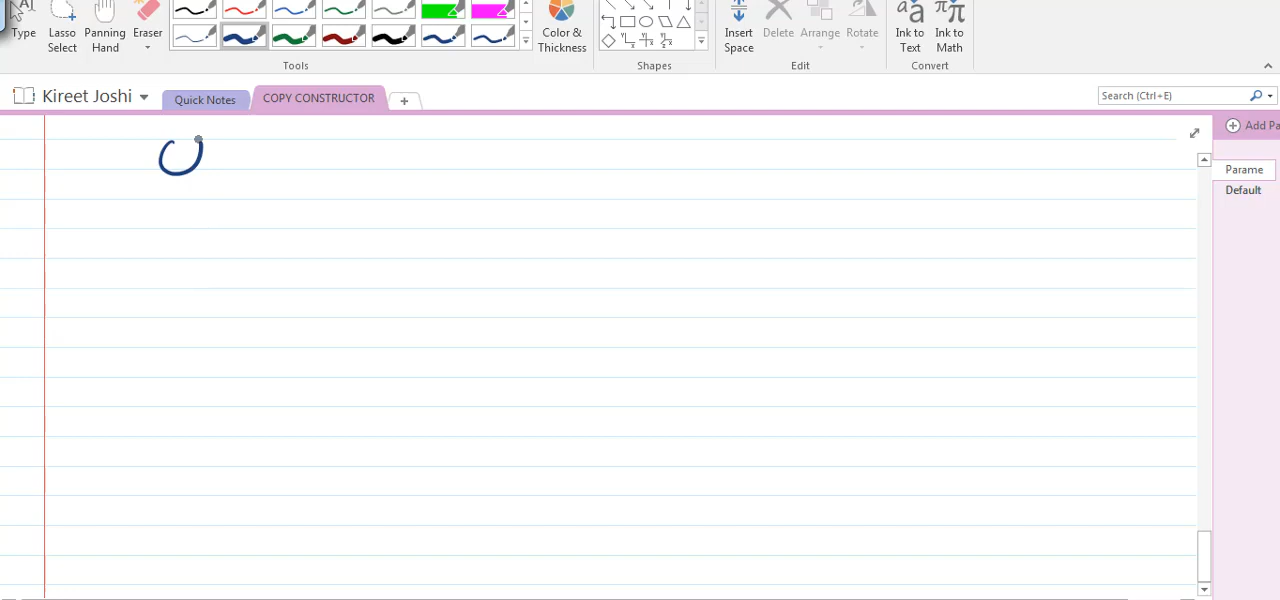 Type
Lasso Select
Panning Hand
Eraser
Tools
Color & Thickness
Shapes
Insert Space
Delete
Arrange
Rotate
Edit
Ink to Text
Ink to Math
Convert
Kireet Joshi
Quick Notes
COPY CONSTRUCTOR
Search (Ctrl+E)
Add Pa
Parame
Default